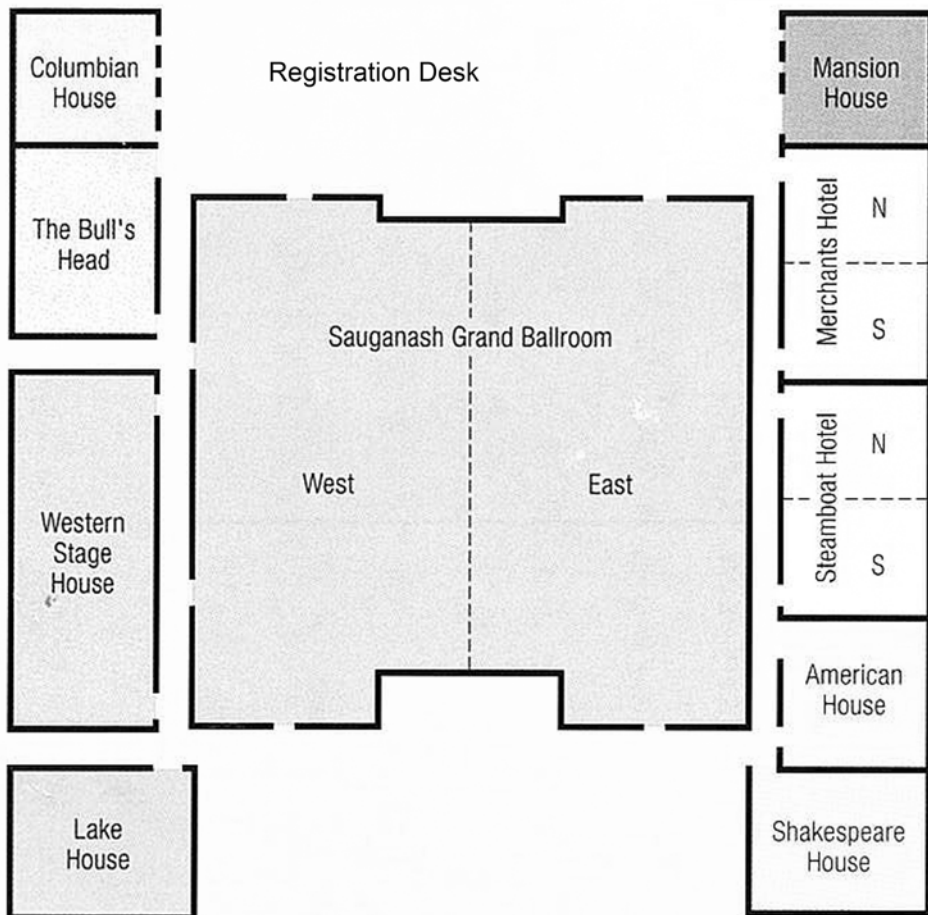 Columbian
House
Registration Desk
Mansion
House
The Bull's
Head
Merchants Hotel
N
S
Sauganash Grand Ballroom
West
East
Steamboat Hotel
N
S
Western
Stage
House
American
House
Lake
House
Shakespeare
House